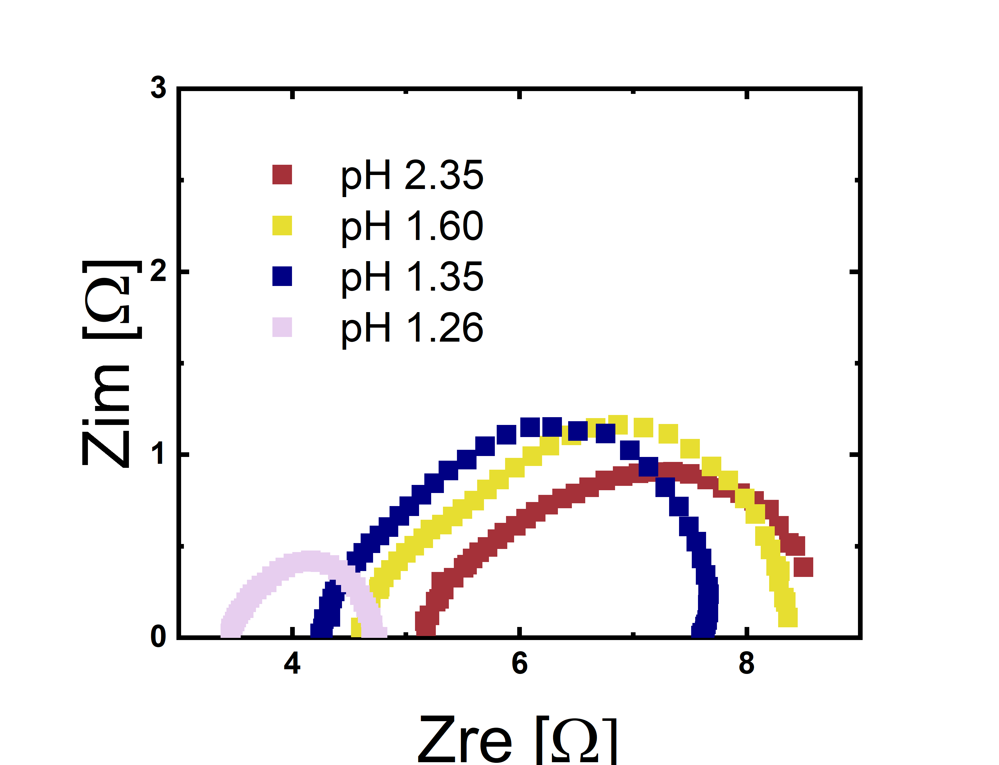 3
2
1
0
Zim [Ω]
pH 2.35
pH 1.60
pH 1.35
pH 1.26
4 6 8
Zre [Ω]